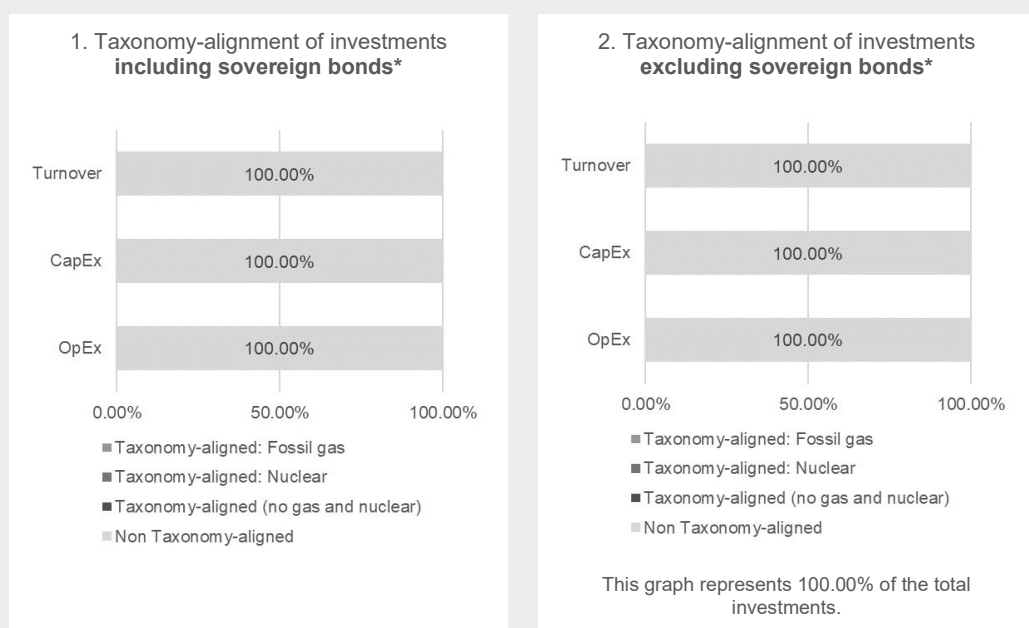 1. Taxonomy-alignment of investments
including sovereign bonds*
Turnover
100.00%
CapEx
100.00%
OpEx
100.00%
0.00%
50.00%
100.00%
Taxonomy-aligned: Fossil gas
Taxonomy-aligned: Nuclear
Taxonomy-aligned (no gas and nuclear)
Non Taxonomy-aligned
2. Taxonomy-alignment of investments
excluding sovereign bonds*
Turnover
100.00%
CapEx
100.00%
OpEx
100.00%
0.00%
50.00%
100.00%
Taxonomy-aligned: Fossil gas
Taxonomy-aligned: Nuclear
Taxonomy-aligned (no gas and nuclear)
Non Taxonomy-aligned
This graph represents 100.00% of the total
investments.